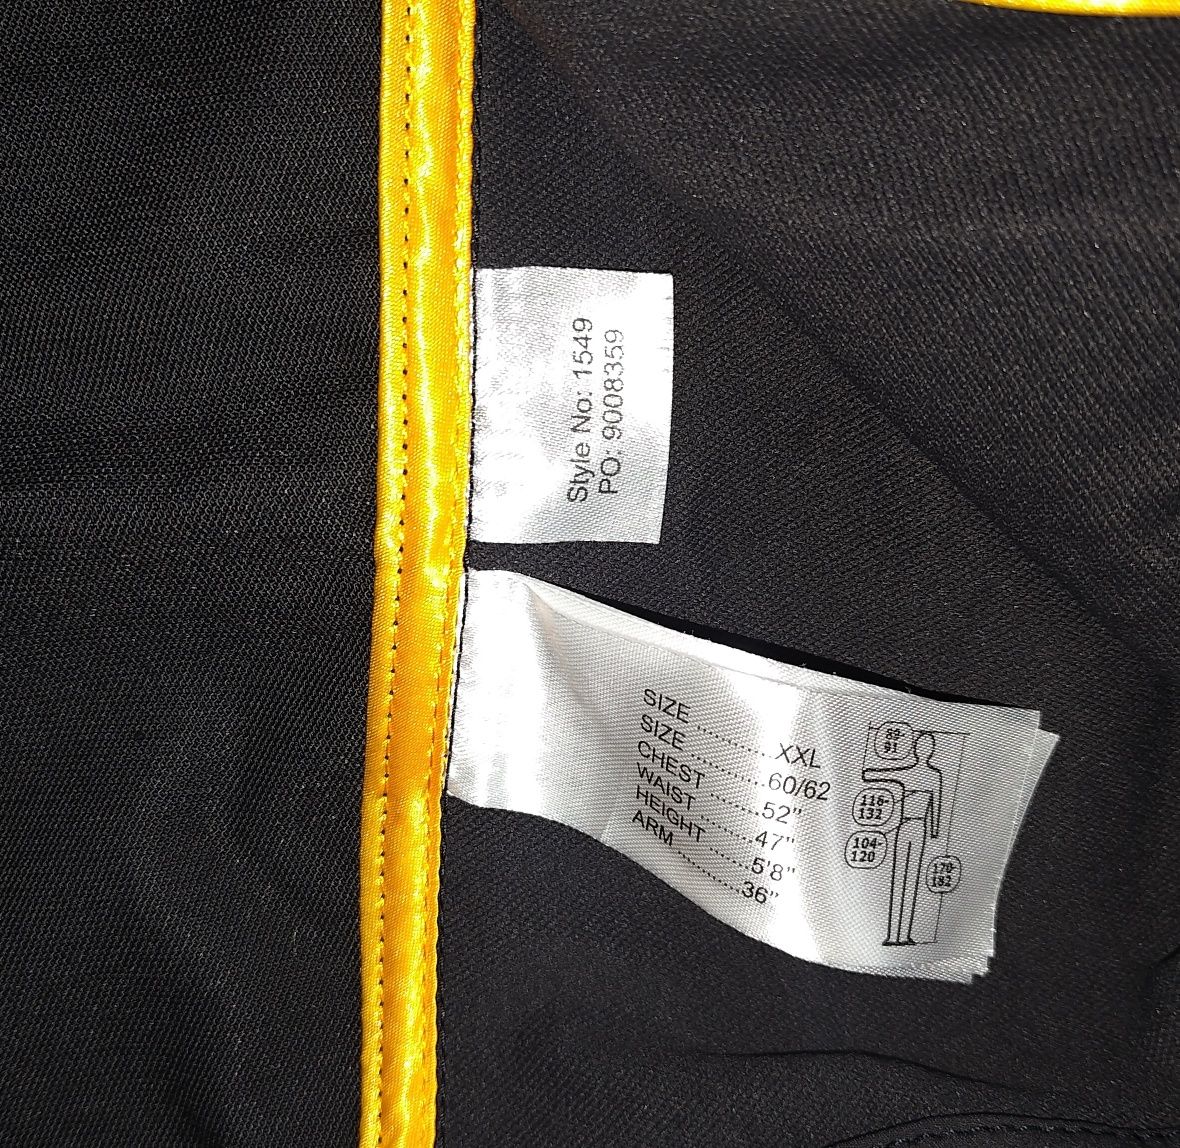 Style No: 1549
PO: 9008359
SIZE ............XXL
SIZE ............60/62
CHEST ........52"
WAIST .........47"
HEIGHT .......5'8"
ARM ............36"
89-
91
116-
132
104-
120
170-
182